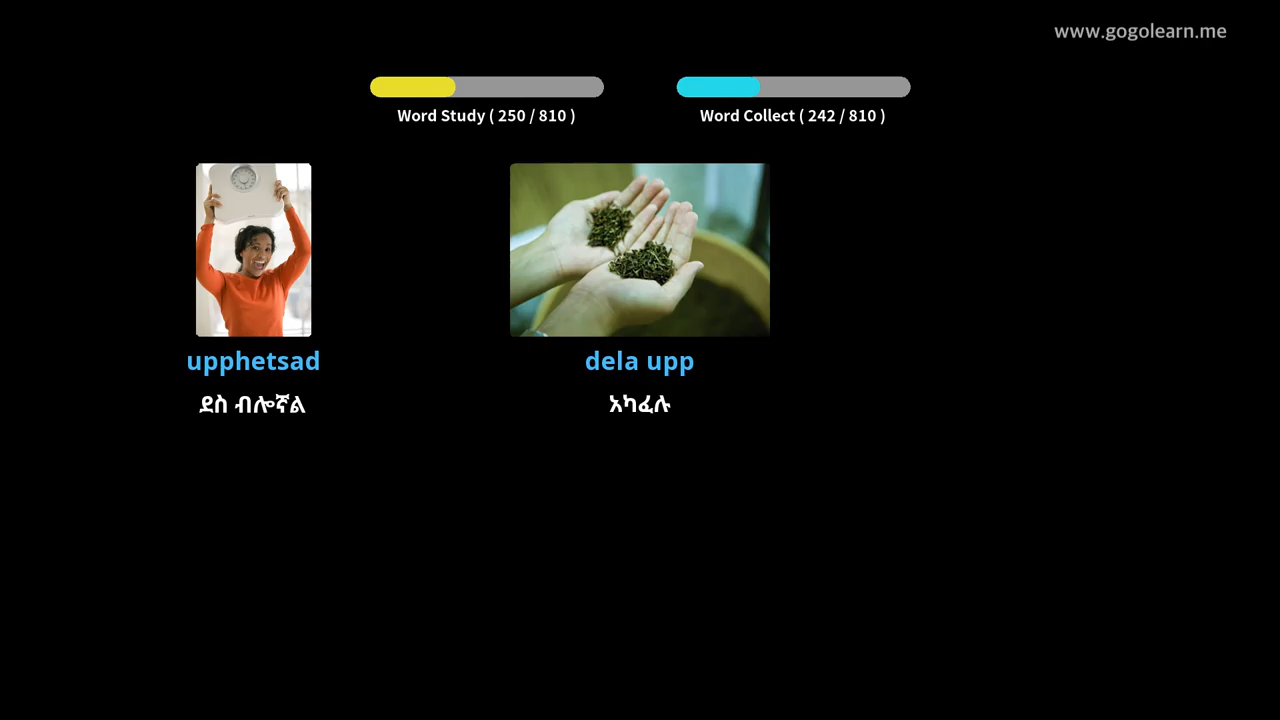 www.gogolearn.me
Word Study ( 250 / 810 )
Word Collect ( 242 / 810 )
upphetsad
ደስ ብሎኛል
dela upp
አካፈሉ